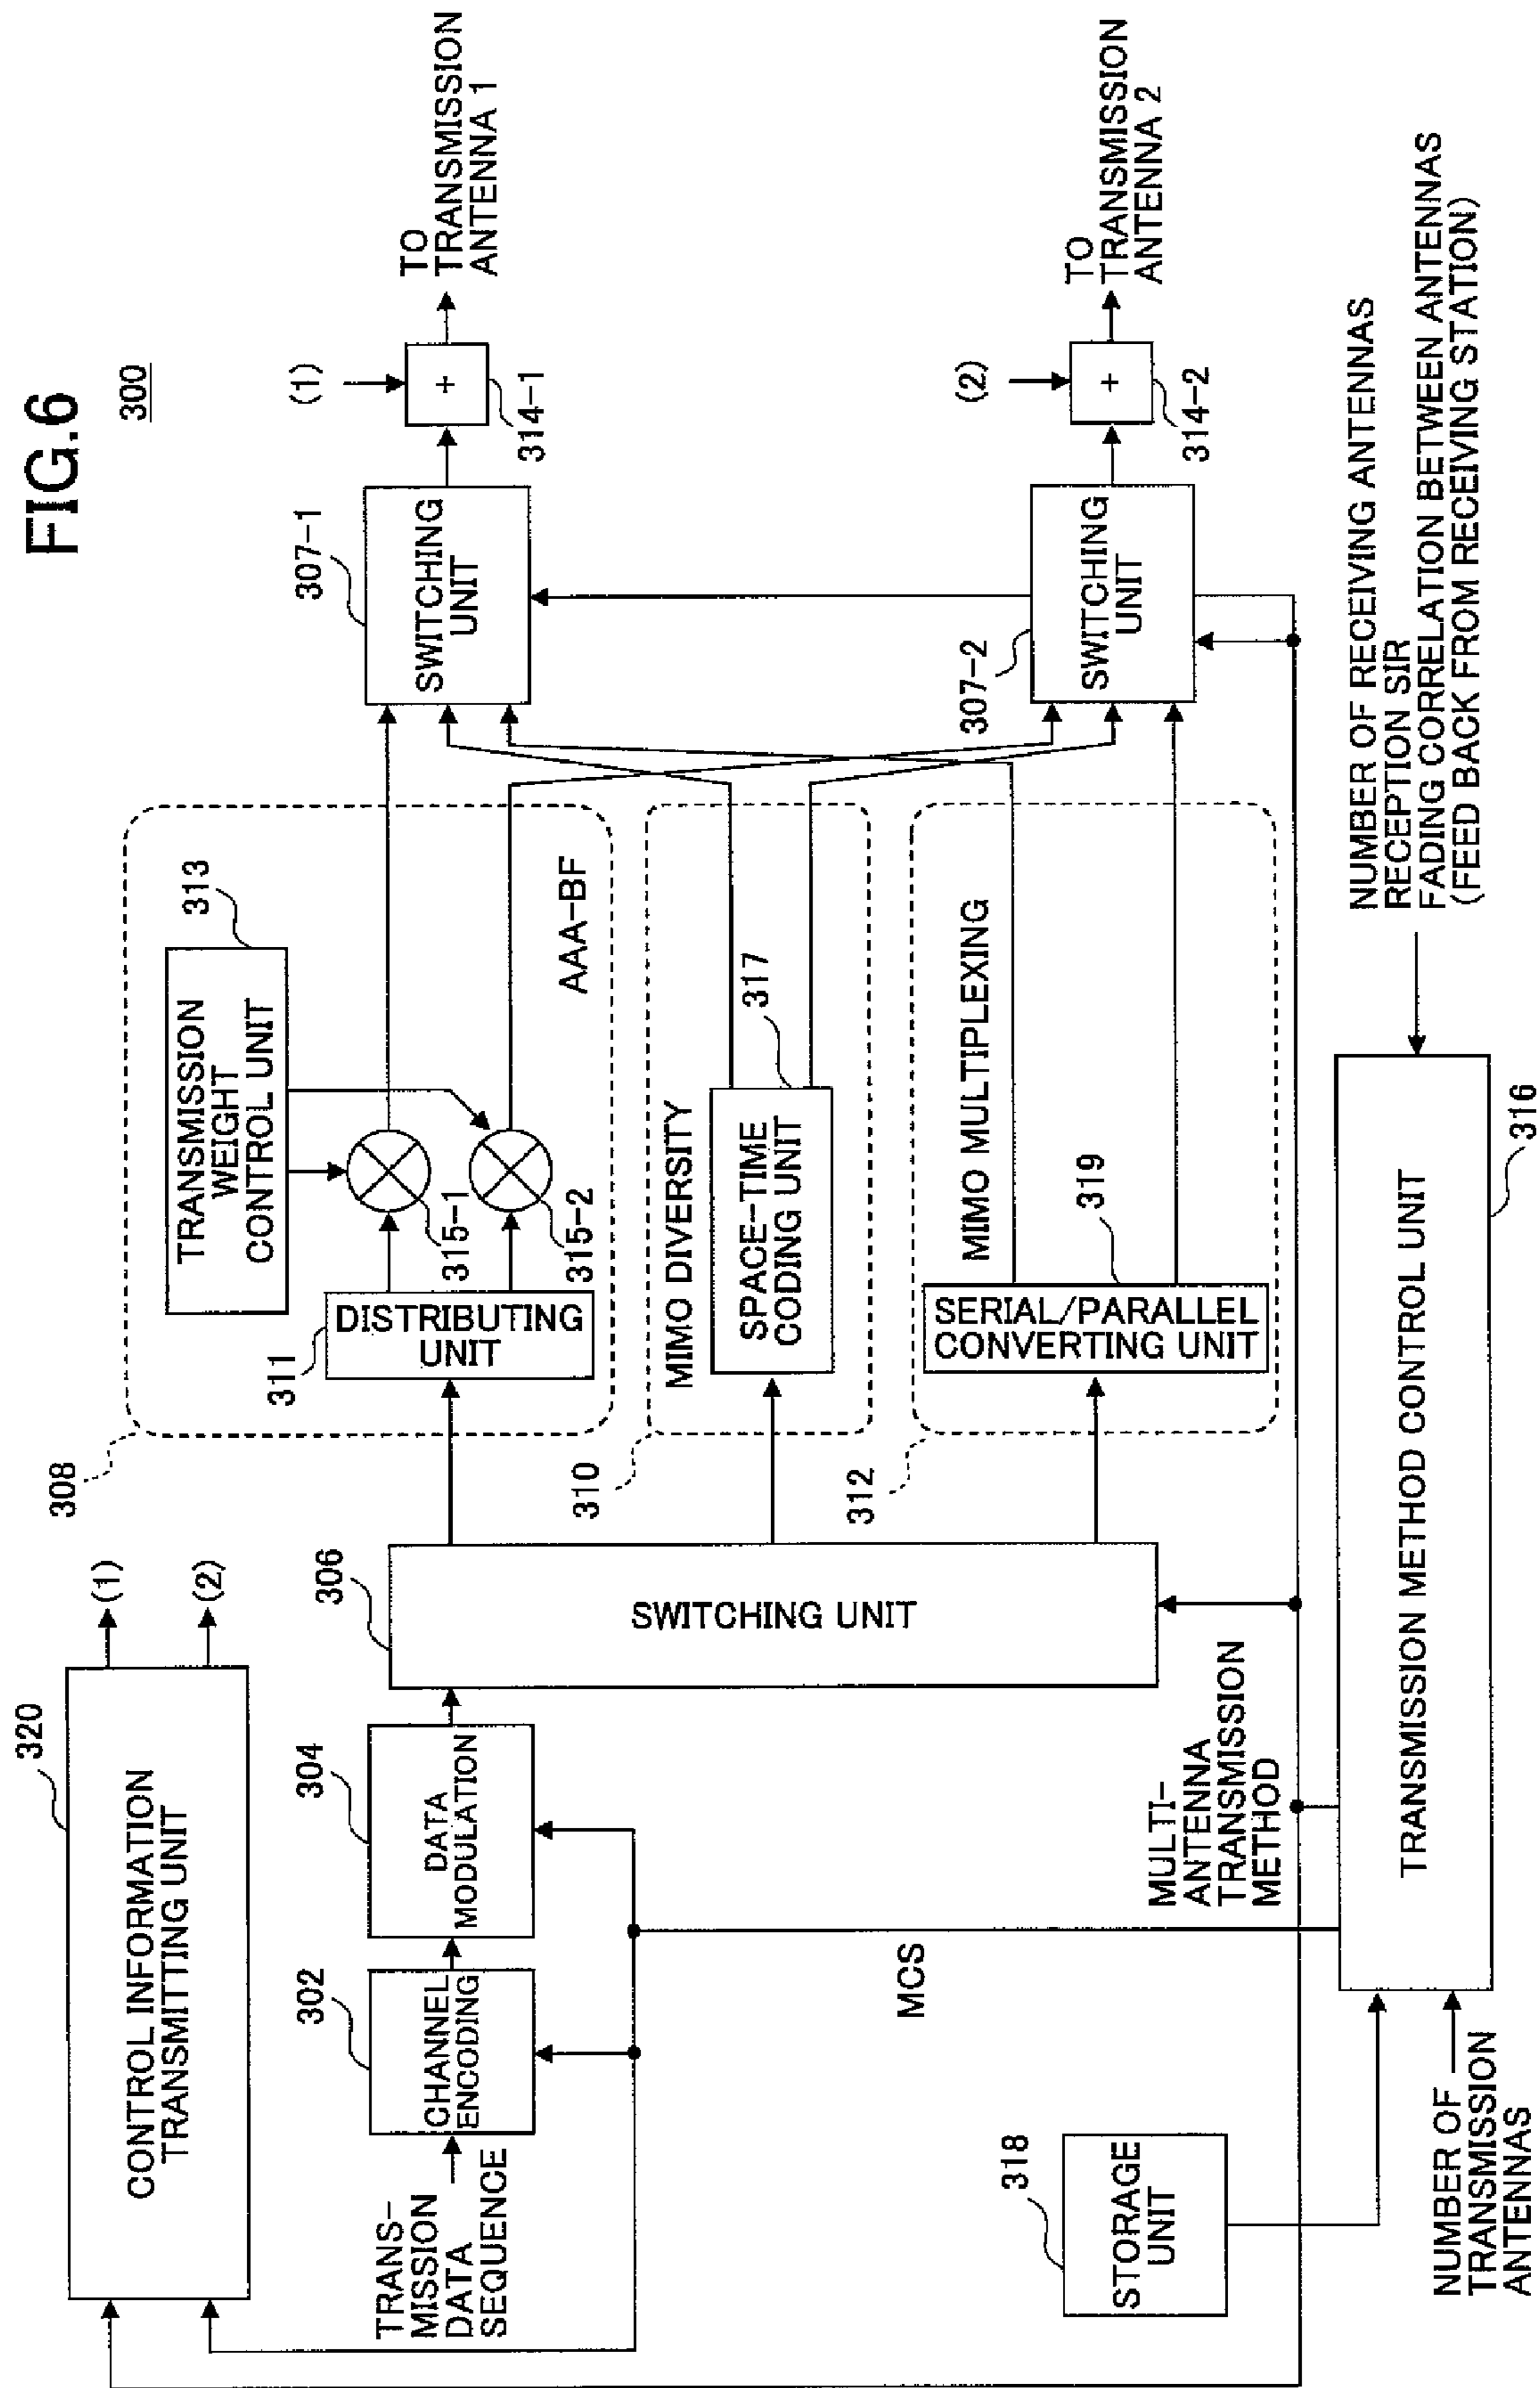 FIG.6
300
320
CONTROL INFORMATION
TRANSMITTING UNIT
(1)
(2)
TRANS-
MISSION
DATA
SEQUENCE
302
CHANNEL
ENCODING
304
DATA
MODULATION
306
SWITCHING UNIT
308
311
DISTRIBUTING
UNIT
TRANSMISSION
WEIGHT
CONTROL UNIT
313
315-1
315-2
AAA-BF
310
MIMO DIVERSITY
SPACE-TIME
CODING UNIT
317
312
MIMO MULTIPLEXING
319
SERIAL/PARALLEL
CONVERTING UNIT
307-1
SWITCHING
UNIT
307-2
SWITCHING
UNIT
(1)
+
314-1
TO
TRANSMISSION
ANTENNA 1
(2)
+
314-2
TO
TRANSMISSION
ANTENNA 2
MCS
MULTI-
ANTENNA
TRANSMISSION
METHOD
318
STORAGE
UNIT
NUMBER OF
TRANSMISSION
ANTENNAS
TRANSMISSION METHOD CONTROL UNIT
316
NUMBER OF RECEIVING ANTENNAS
RECEPTION SIR
FADING CORRELATION BETWEEN ANTENNAS
(FEED BACK FROM RECEIVING STATION)